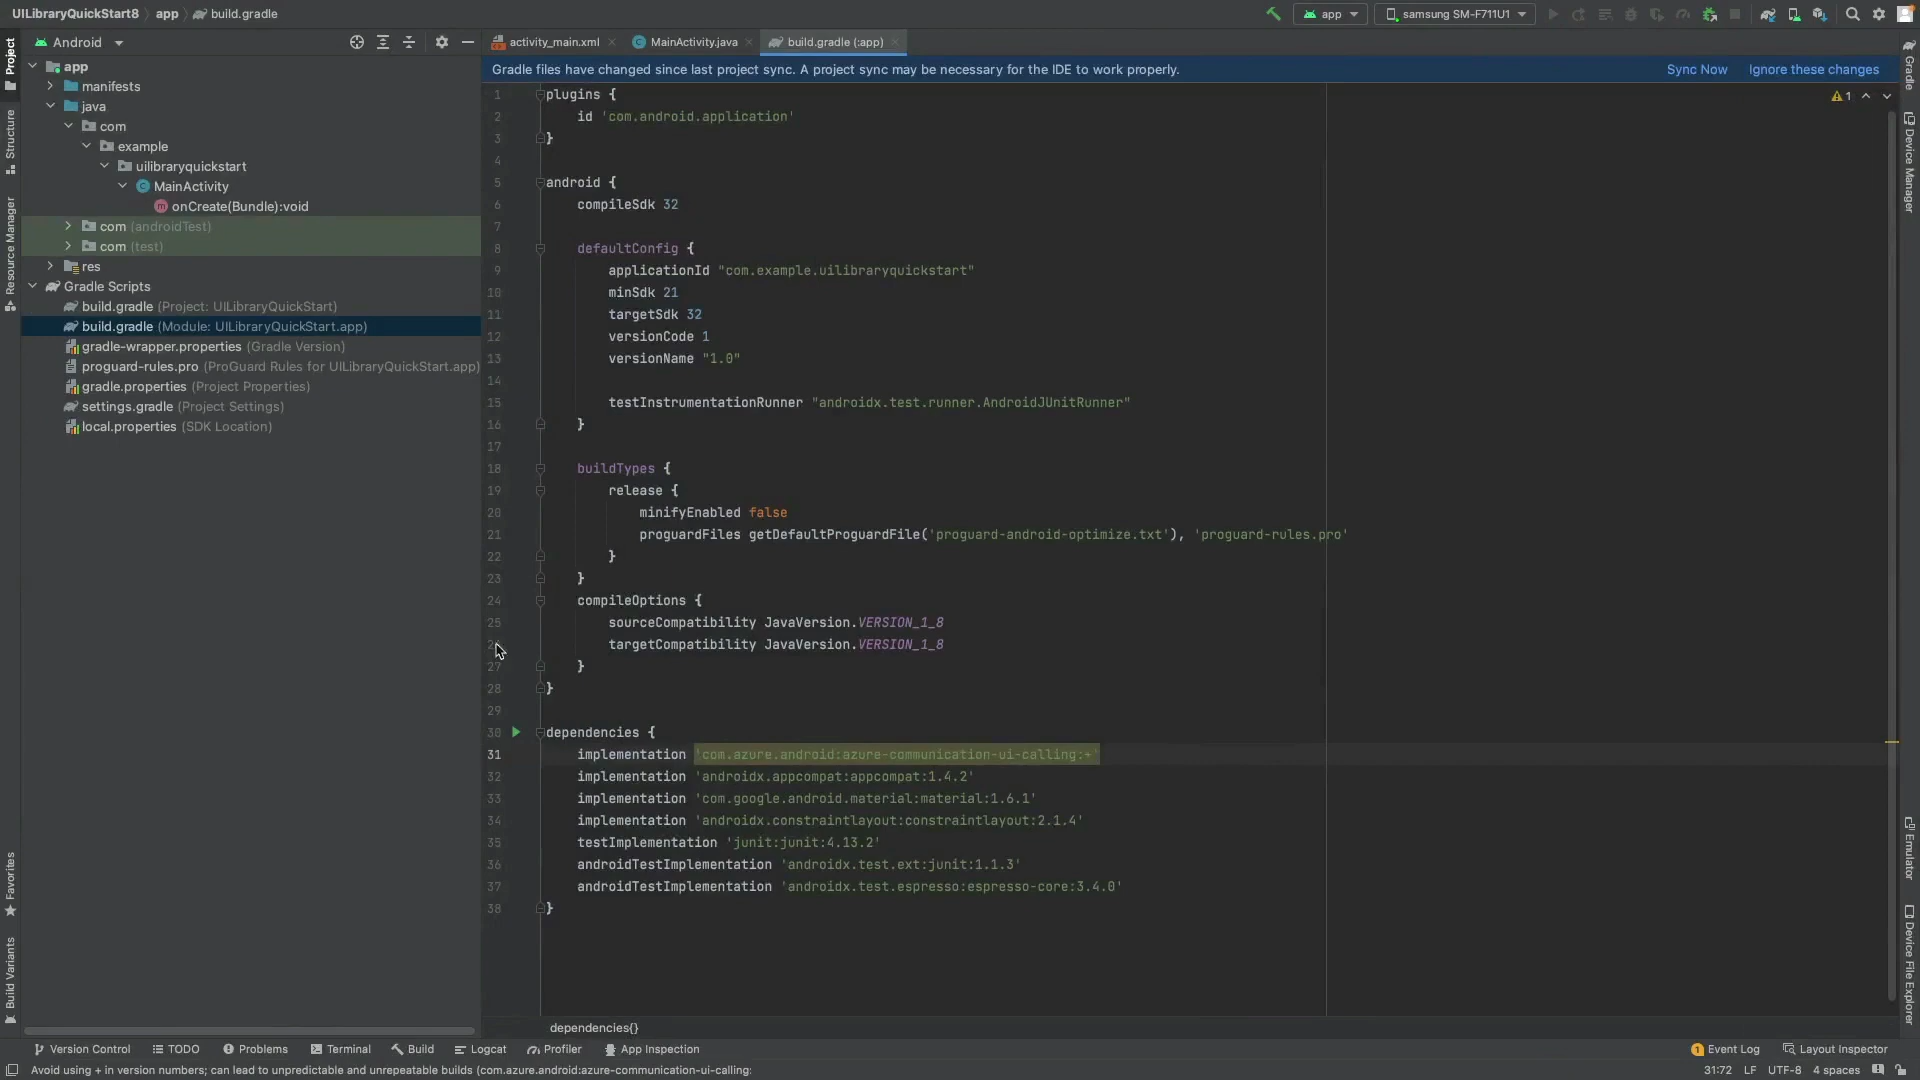 UILibraryQuickStart8 app build.gradle
app samsung SM-F711U1
Android
activity_main.xml MainActivity.java build.gradle (:app)
Gradle files have changed since last project sync. A project sync may be necessary for the IDE to work properly. Sync Now Ignore these changes
Project
Structure
Resource Manager
Favorites
Build Variants
app
manifests
java
com
example
uilibraryquickstart
MainActivity
onCreate(Bundle):void
com (androidTest)
com (test)
res
Gradle Scripts
build.gradle (Project: UILibraryQuickStart)
build.gradle (Module: UILibraryQuickStart.app)
gradle-wrapper.properties (Gradle Version)
proguard-rules.pro (ProGuard Rules for UILibraryQuickStart.app)
gradle.properties (Project Properties)
settings.gradle (Project Settings)
local.properties (SDK Location)
1 plugins {
2 id 'com.android.application'
3 }
4
5 android {
6 compileSdk 32
7
8 defaultConfig {
9 applicationId "com.example.uilibraryquickstart"
10 minSdk 21
11 targetSdk 32
12 versionCode 1
13 versionName "1.0"
14
15 testInstrumentationRunner "androidx.test.runner.AndroidJUnitRunner"
16 }
17
18 buildTypes {
19 release {
20 minifyEnabled false
21 proguardFiles getDefaultProguardFile('proguard-android-optimize.txt'), 'proguard-rules.pro'
22 }
23 }
24 compileOptions {
25 sourceCompatibility JavaVersion.VERSION_1_8
targetCompatibility JavaVersion.VERSION_1_8
27 }
28 }
29
30 dependencies {
31 implementation 'com.azure.android:azure-communication-ui-calling:+'
32 implementation 'androidx.appcompat:appcompat:1.4.2'
33 implementation 'com.google.android.material:material:1.6.1'
34 implementation 'androidx.constraintlayout:constraintlayout:2.1.4'
35 testImplementation 'junit:junit:4.13.2'
36 androidTestImplementation 'androidx.test.ext:junit:1.1.3'
37 androidTestImplementation 'androidx.test.espresso:espresso-core:3.4.0'
38 }
1
Gradle
Device Manager
Emulator
Device File Explorer
dependencies{}
Version Control TODO Problems Terminal Build Logcat Profiler App Inspection 1 Event Log Layout Inspector
Avoid using + in version numbers; can lead to unpredictable and unrepeatable builds (com.azure.android:azure-communication-ui-calling: 31:72 LF UTF-8 4 spaces